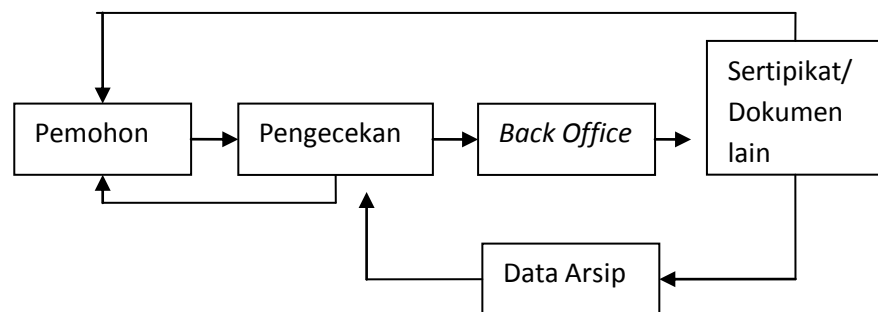 Pemohon
Pengecekan
Back Office
Sertipikat/
Dokumen
lain
Data Arsip